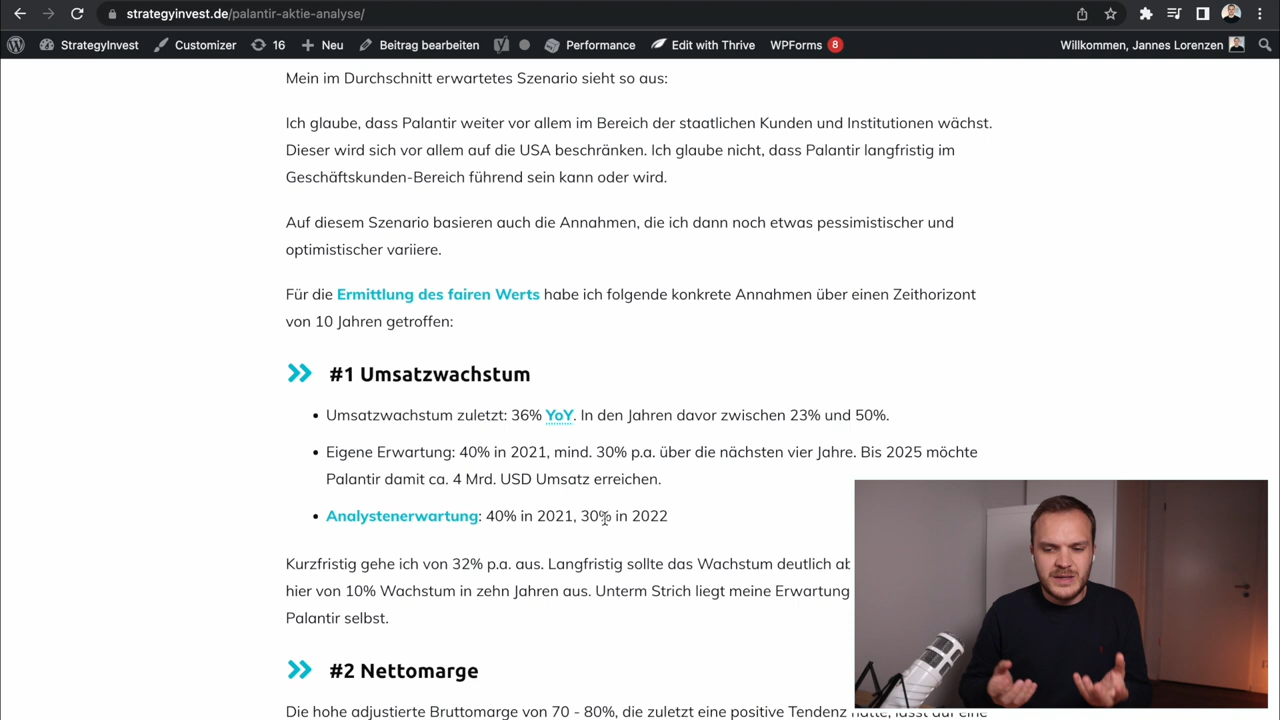 strategyinvest.de/palantir-aktie-analyse/
StrategyInvest Customizer 16 Neu Beitrag bearbeiten Performance Edit with Thrive WPForms 8 Willkommen, Jannes Lorenzen
Mein im Durchschnitt erwartetes Szenario sieht so aus:
Ich glaube, dass Palantir weiter vor allem im Bereich der staatlichen Kunden und Institutionen wächst.
Dieser wird sich vor allem auf die USA beschränken. Ich glaube nicht, dass Palantir langfristig im
Geschäftskunden-Bereich führend sein kann oder wird.
Auf diesem Szenario basieren auch die Annahmen, die ich dann noch etwas pessimistischer und
optimistischer variiere.
Für die Ermittlung des fairen Werts habe ich folgende konkrete Annahmen über einen Zeithorizont
von 10 Jahren getroffen:
#1 Umsatzwachstum
• Umsatzwachstum zuletzt: 36% YoY. In den Jahren davor zwischen 23% und 50%.
• Eigene Erwartung: 40% in 2021, mind. 30% p.a. über die nächsten vier Jahre. Bis 2025 möchte
Palantir damit ca. 4 Mrd. USD Umsatz erreichen.
• Analystenerwartung: 40% in 2021, 30% in 2022
Kurzfristig gehe ich von 32% p.a. aus. Langfristig sollte das Wachstum deutlich
hier von 10% Wachstum in zehn Jahren aus. Unterm Strich liegt meine Erwartung
Palantir selbst.
#2 Nettomarge
Die hohe adjustierte Bruttomarge von 70 - 80%, die zuletzt eine positive Tendenz hatte, lässt auf eine